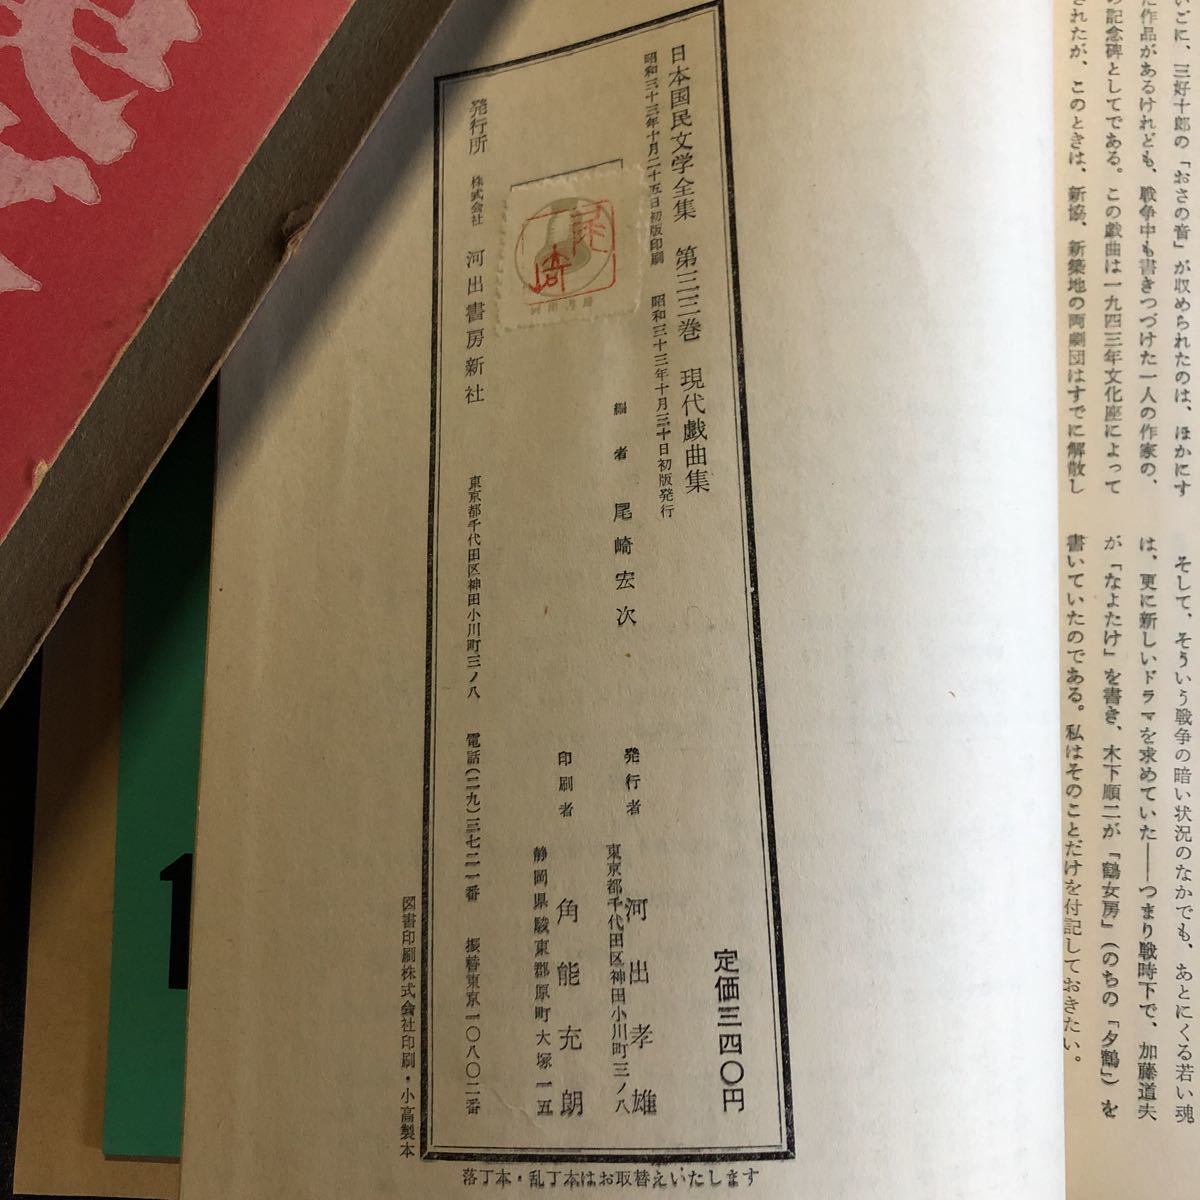 いごに、三好十郎の「おさの音」が収められたのは、ほかにす
た作品があるけれども、戦争中も書きつづけた一人の作家の、
の記念碑としてである。この戯曲は一九四三年文化座によって
されたが、このときは、新協、新築地の両劇団はすでに解散し
そして、そういう戦争の暗い状況のなかでも、あとにくる若い魂
は、更に新しいドラマを求めていた――つまり戦時下で、加藤道夫
が「なよたけ」を書き、木下順二が「鶴女房」(のちの「夕鶴」)を
書いていたのである。私はそのことだけを付記しておきたい。
日本国民文学全集 第三三巻 現代戯曲集
昭和三十三年十月二十五日初版印刷 昭和三十三年十月三十日初版発行
定価三四〇円
編者 尾崎宏次
発行者 河出孝雄
東京都千代田区神田小川町三ノ八
印刷者 角能充朗
静岡県駿東郡原町大塚一五
尾崎
発行所 株式会社 河出書房新社
東京都千代田区神田小川町三ノ八 電話(二九)三七二一番 振替東京一〇八〇二番
図書印刷株式会社印刷・小高製本
落丁本・乱丁本はお取替えいたします